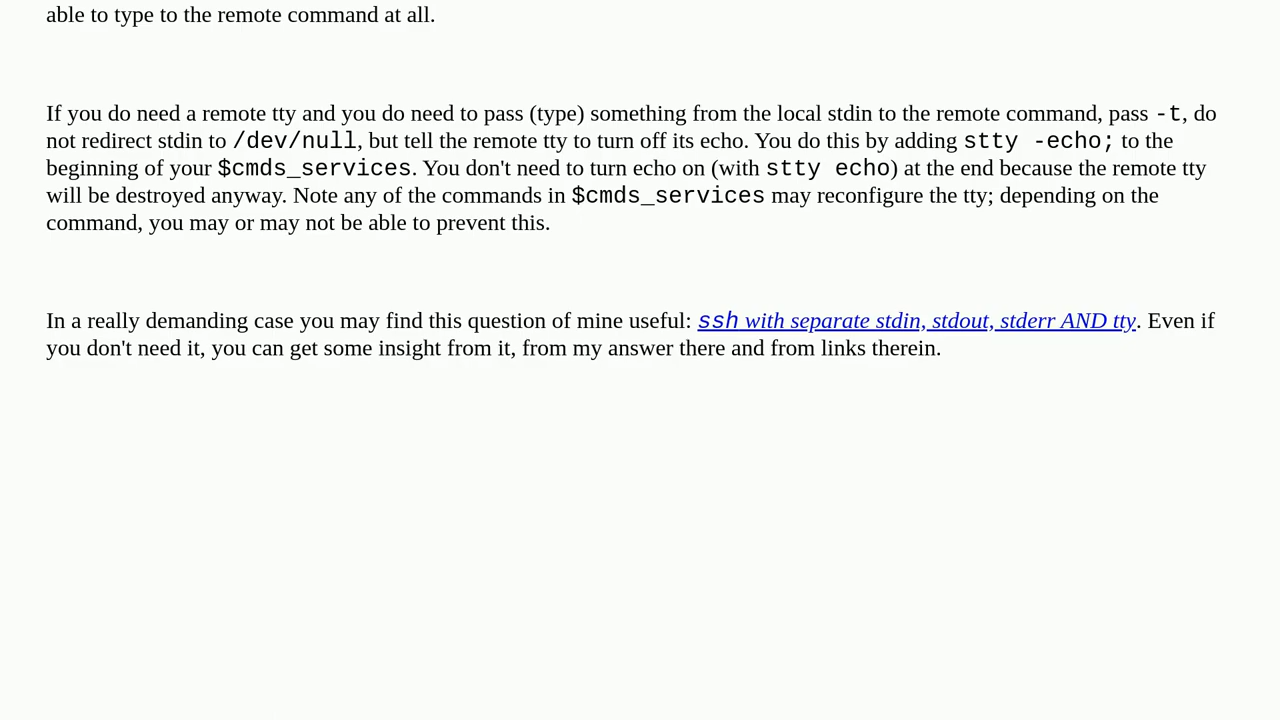 able to type to the remote command at all.
If you do need a remote tty and you do need to pass (type) something from the local stdin to the remote command, pass -t, do
not redirect stdin to /dev/null, but tell the remote tty to turn off its echo. You do this by adding stty -echo; to the
beginning of your $cmds_services. You don't need to turn echo on (with stty echo) at the end because the remote tty
will be destroyed anyway. Note any of the commands in $cmds_services may reconfigure the tty; depending on the
command, you may or may not be able to prevent this.
In a really demanding case you may find this question of mine useful: ssh with separate stdin, stdout, stderr AND tty. Even if
you don't need it, you can get some insight from it, from my answer there and from links therein.